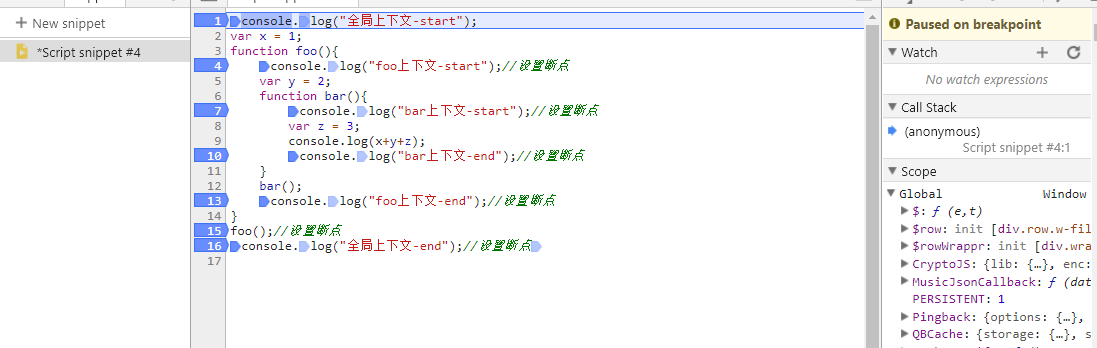 New snippet
*Script snippet #4
1 console.log("全局上下文-start");
2 var x = 1;
3 function foo(){
4 console.log("foo上下文-start");//设置断点
5 var y = 2;
6 function bar(){
7 console.log("bar上下文-start");//设置断点
8 var z = 3;
9 console.log(x+y+z);
10 console.log("bar上下文-end");//设置断点
11 }
12 bar();
13 console.log("foo上下文-end");//设置断点
14 }
15 foo();//设置断点
16 console.log("全局上下文-end");//设置断点
17
Paused on breakpoint
Watch
No watch expressions
Call Stack
(anonymous)
Script snippet #4:1
Scope
Global Window
$: ƒ (e,t)
$row: init [div.row.w-fil
$rowWrappr: init [div.wra
CryptoJS: {lib: {…}, enc:
MusicJsonCallback: ƒ (dat
PERSISTENT: 1
Pingback: {options: {…},
QBCache: {storage: {…}, s